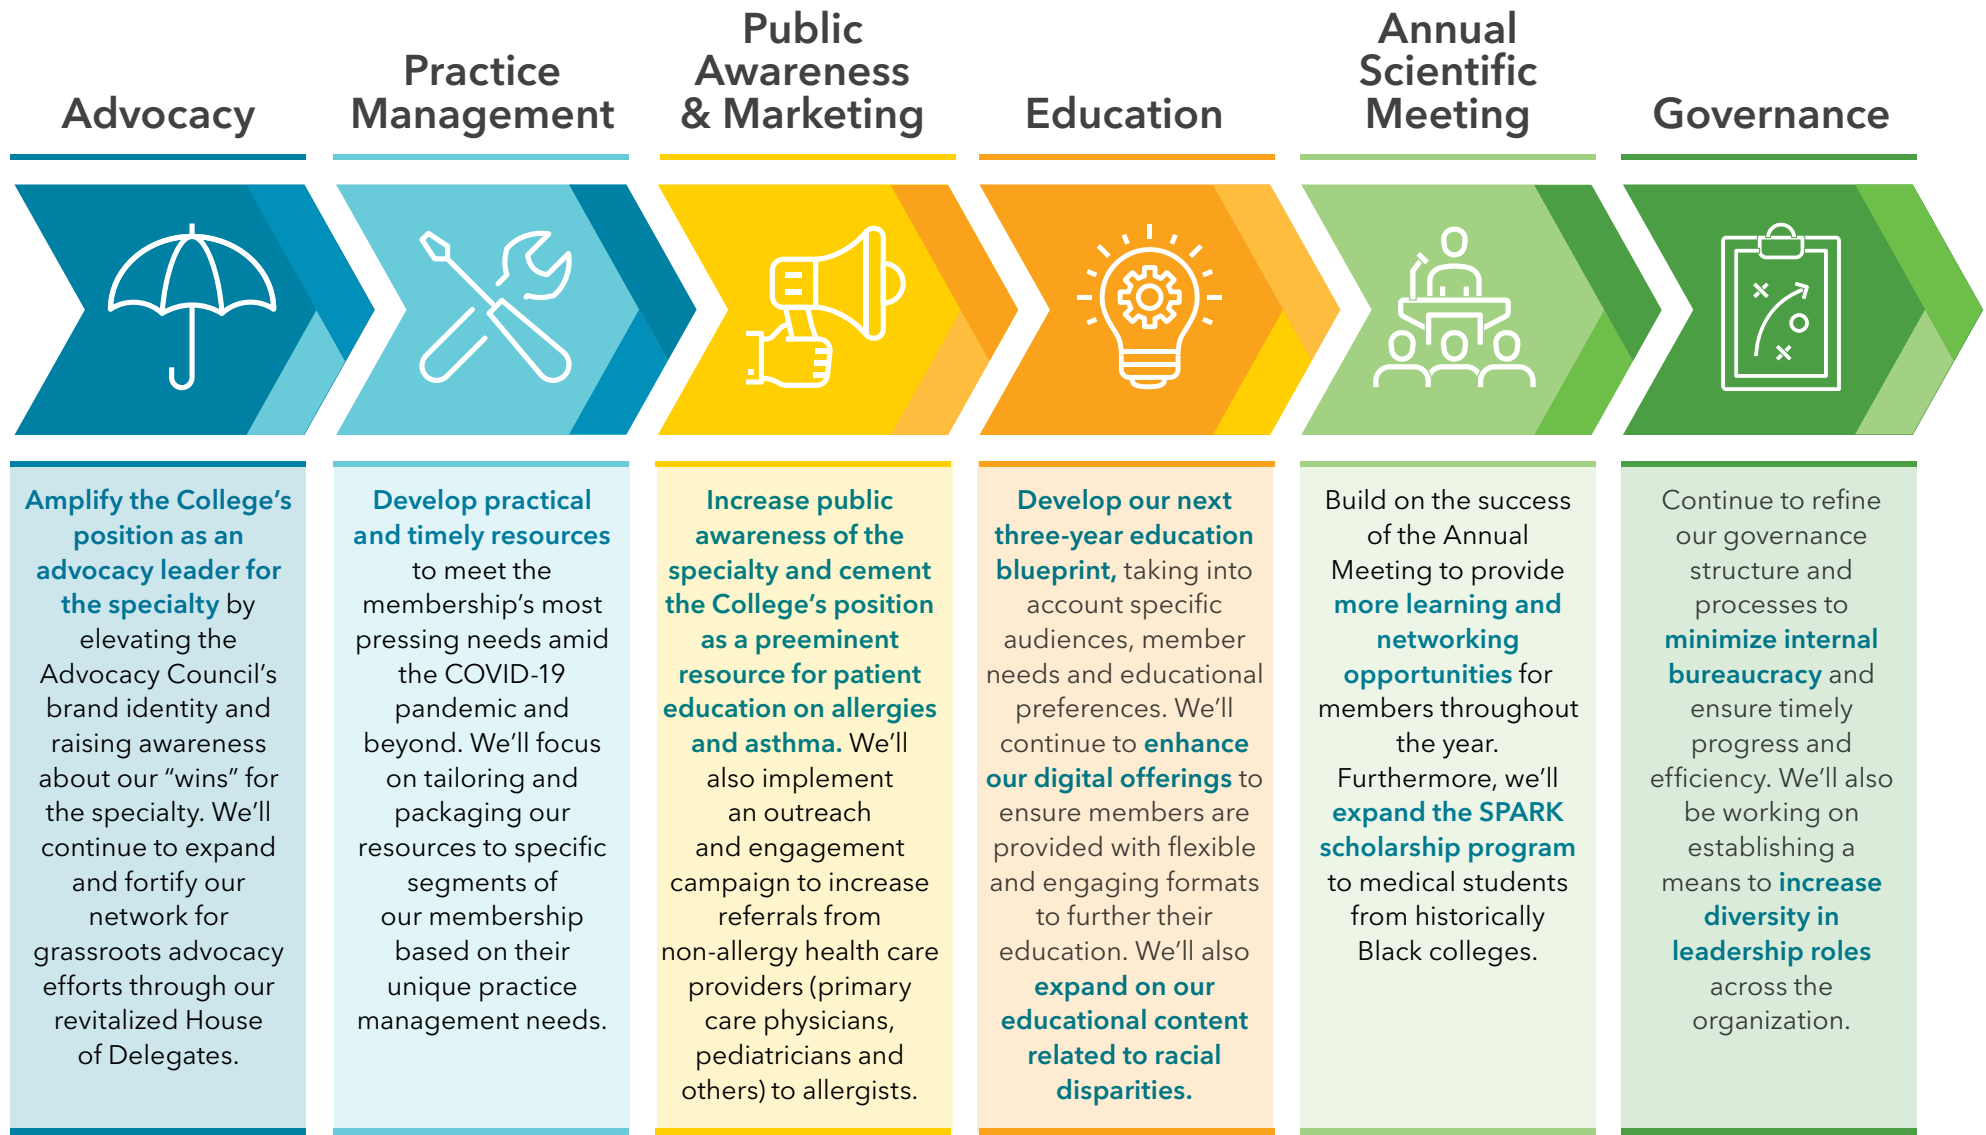 Advocacy
Amplify the College's
position as an
advocacy leader for
the specialty by
elevating the
Advocacy Council's
brand identity and
raising awareness
about our “wins” for
the specialty. We'll
continue to expand
and fortify our
network for
grassroots advocacy
efforts through our
revitalized House
of Delegates.
Practice
Management
Develop practical
and timely resources
to meet the
membership's most
pressing needs amid
the COVID-19
pandemic and
beyond. We'll focus
on tailoring and
packaging our
resources to specific
segments of
our membership
based on their
unique practice
management needs.
Public
Awareness
& Marketing
Increase public
awareness of the
specialty and cement
the College's position
as a preeminent
resource for patient
education on allergies
and asthma. We'll
also implement
an outreach
and engagement
campaign to increase
referrals from
non-allergy health care
providers (primary
care physicians,
pediatricians and
others) to allergists.
Education
Develop our next
three-year education
blueprint, taking into
account specific
audiences, member
needs and educational
preferences. We'll
continue to enhance
our digital offerings to
ensure members are
provided with flexible
and engaging formats
to further their
education. We'll also
expand on our
educational content
related to racial
disparities.
Annual
Scientific
Meeting
Build on the success
of the Annual
Meeting to provide
more learning and
networking
opportunities for
members throughout
the year.
Furthermore, we'll
expand the SPARK
scholarship program
to medical students
from historically
Black colleges.
Governance
Continue to refine
our governance
structure and
processes to
minimize internal
bureaucracy and
ensure timely
progress and
efficiency. We'll also
be working on
establishing a
means to increase
diversity in
leadership roles
across the
organization.